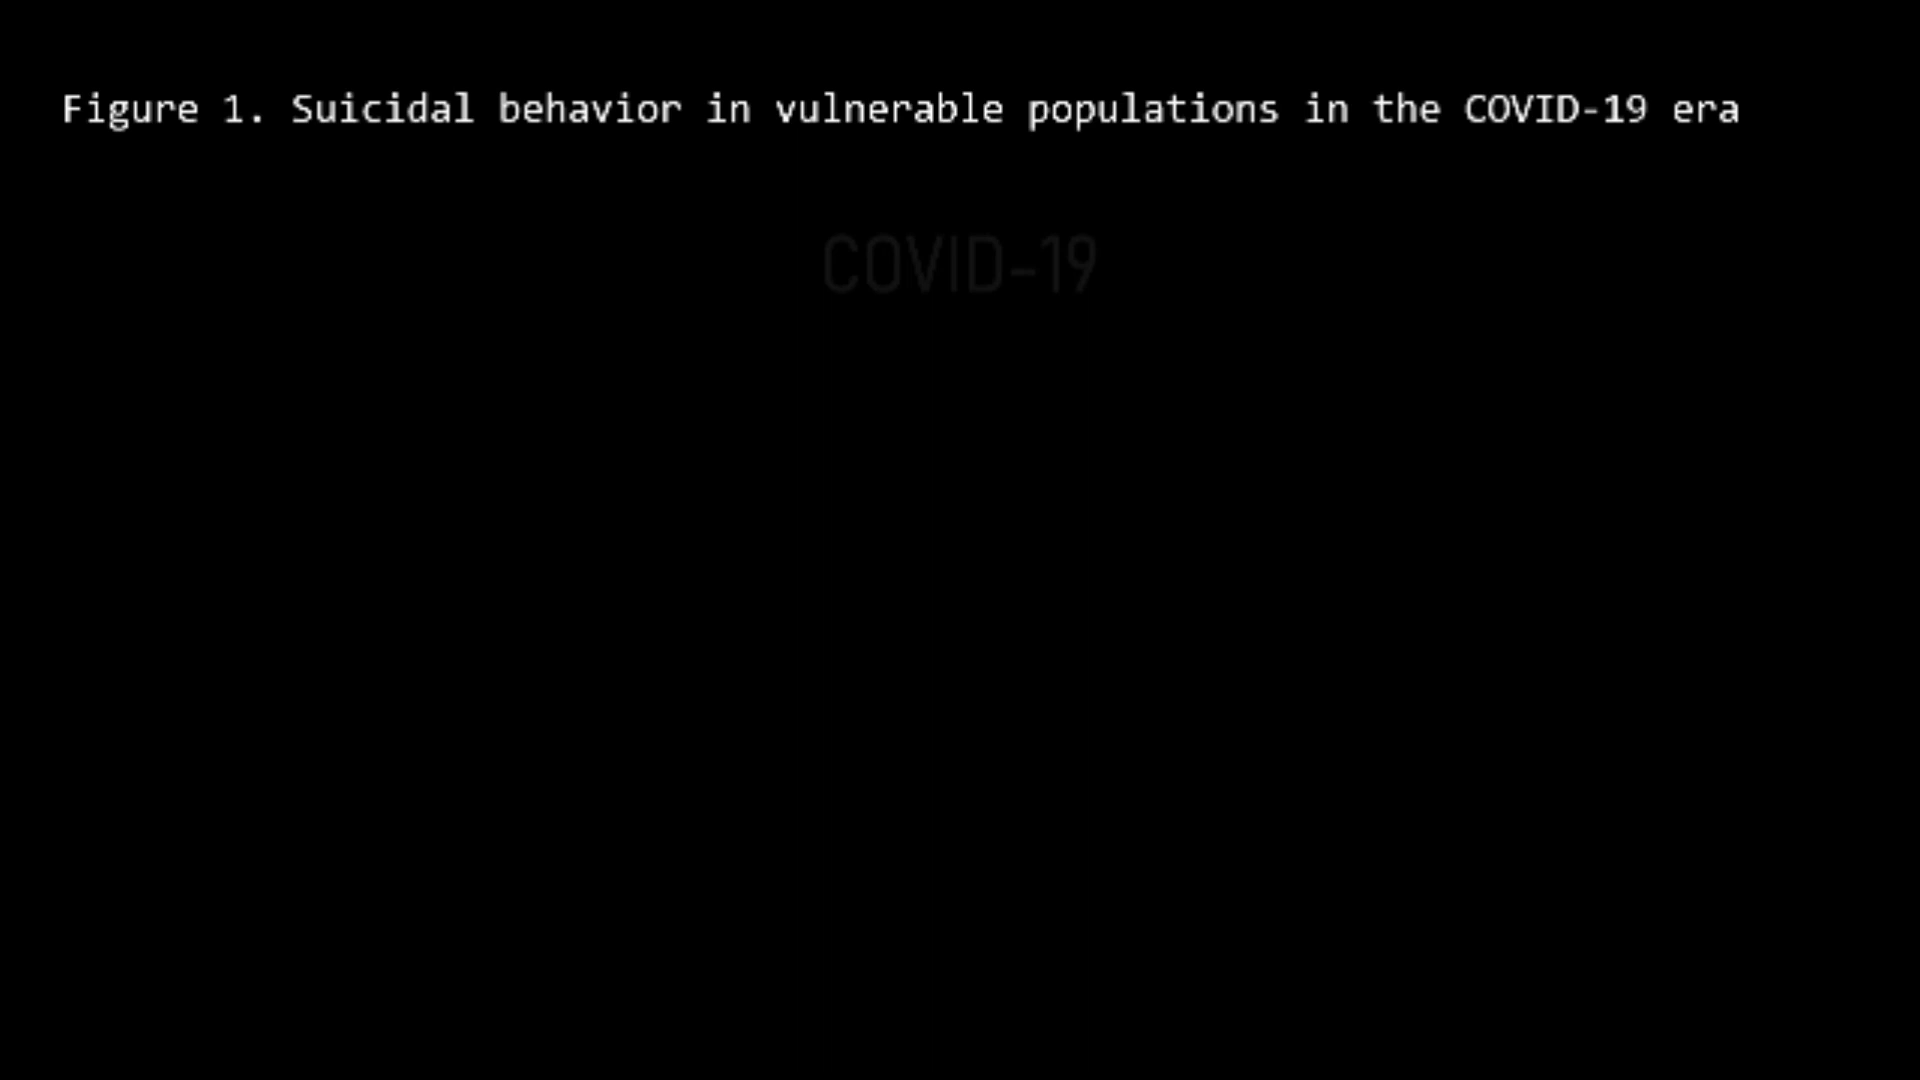 Figure 1. Suicidal behavior in vulnerable populations in the COVID-19 era
COVID-19